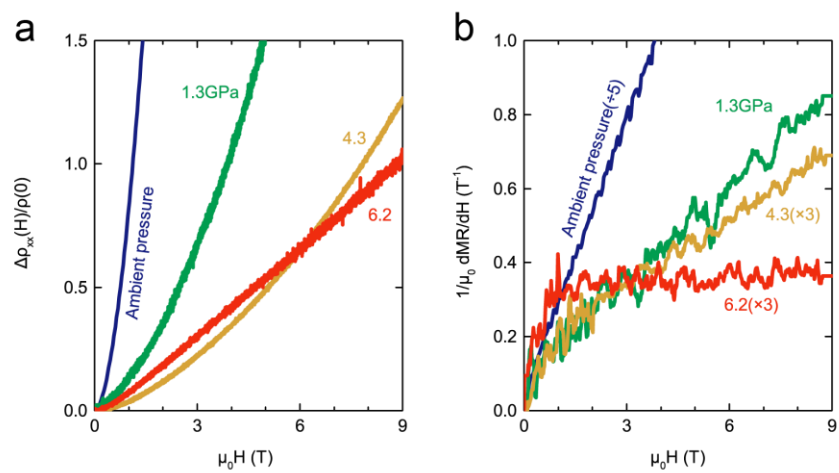 a
1.5
1.0
0.5
0.0
Δρxx(H)/ρ(0)
0
3
6
9
μ₀H (T)
Ambient pressure
1.3GPa
4.3
6.2
b
1.0
0.8
0.6
0.4
0.2
0.0
1/μ₀ dMR/dH (T⁻¹)
0
3
6
9
μ₀H (T)
Ambient pressure(÷5)
1.3GPa
4.3(×3)
6.2(×3)